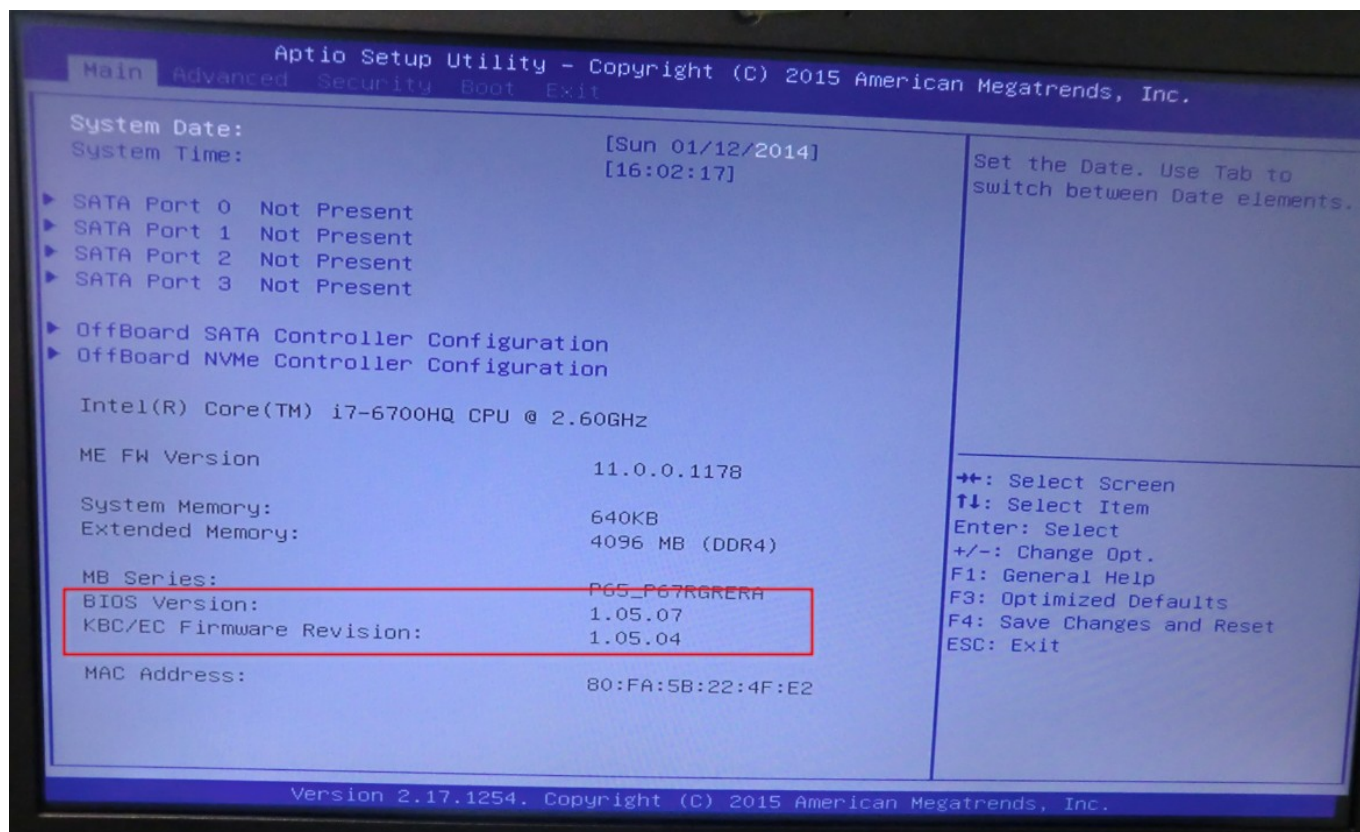 Aptio Setup Utility – Copyright (C) 2015 American Megatrends, Inc.
Main Advanced Security Boot Exit
System Date: [Sun 01/12/2014]
System Time: [16:02:17]
SATA Port 0 Not Present
SATA Port 1 Not Present
SATA Port 2 Not Present
SATA Port 3 Not Present
OffBoard SATA Controller Configuration
OffBoard NVMe Controller Configuration
Intel(R) Core(TM) i7-6700HQ CPU @ 2.60GHz
ME FW Version 11.0.0.1178
System Memory: 640KB
Extended Memory: 4096 MB (DDR4)
MB Series: P65_P67RGRERA
BIOS Version: 1.05.07
KBC/EC Firmware Revision: 1.05.04
MAC Address: 80:FA:5B:22:4F:E2
Set the Date. Use Tab to
switch between Date elements.
→←: Select Screen
↑↓: Select Item
Enter: Select
+/-: Change Opt.
F1: General Help
F3: Optimized Defaults
F4: Save Changes and Reset
ESC: Exit
Version 2.17.1254. Copyright (C) 2015 American Megatrends, Inc.